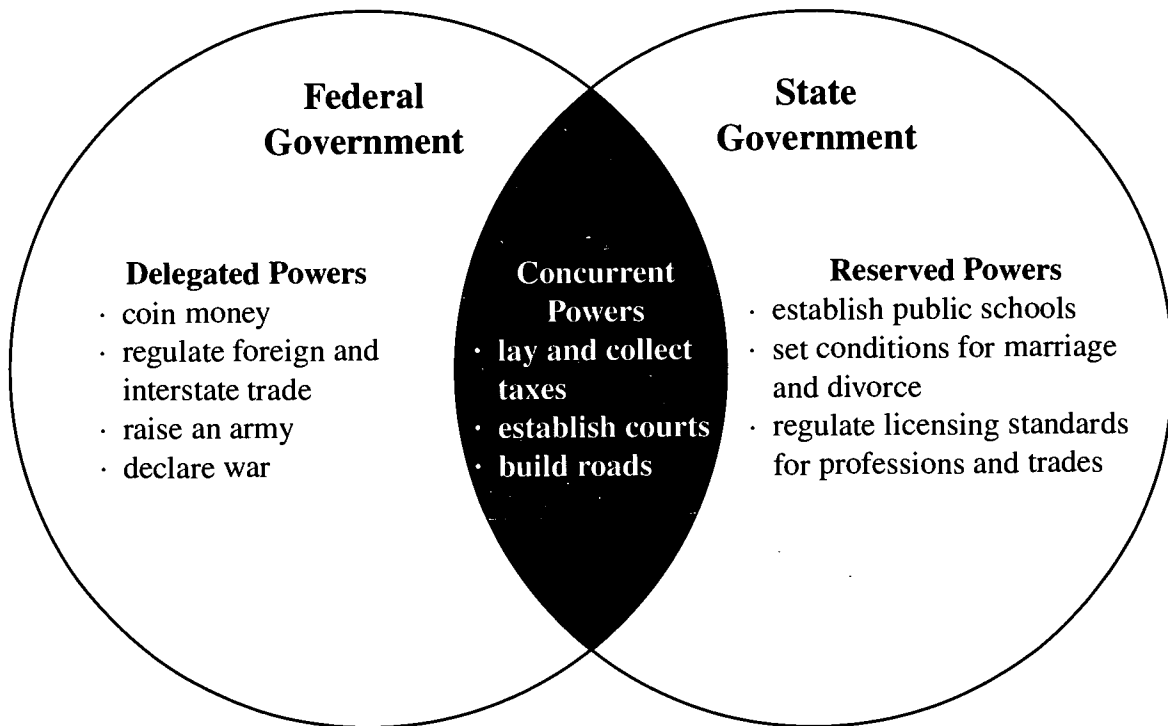 Federal
Government
State
Government
Delegated Powers
· coin money
· regulate foreign and
interstate trade
· raise an army
· declare war
Concurrent
Powers
· lay and collect
taxes
· establish courts
· build roads
Reserved Powers
· establish public schools
· set conditions for marriage
and divorce
· regulate licensing standards
for professions and trades